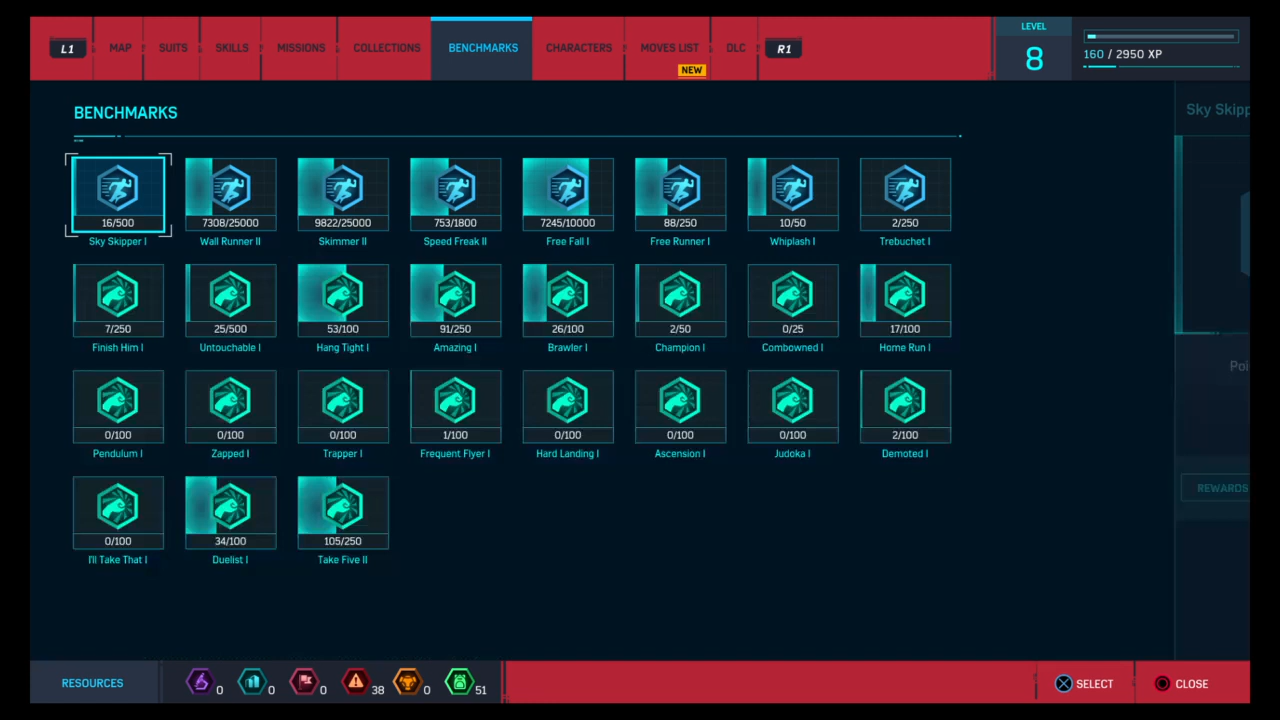 L1 MAP SUITS SKILLS MISSIONS COLLECTIONS BENCHMARKS CHARACTERS MOVES LIST DLC R1
NEW
LEVEL
8
160 / 2950 XP
BENCHMARKS
16/500 7308/25000 9822/25000 753/1800 7245/10000 88/250 10/50 2/250
Sky Skipper I Wall Runner II Skimmer II Speed Freak II Free Fall I Free Runner I Whiplash I Trebuchet I
7/250 25/500 53/100 91/250 26/100 2/50 0/25 17/100
Finish Him I Untouchable I Hang Tight I Amazing I Brawler I Champion I Combowned I Home Run I
0/100 0/100 0/100 1/100 0/100 0/100 0/100 2/100
Pendulum I Zapped I Trapper I Frequent Flyer I Hard Landing I Ascension I Judoka I Demoted I
0/100 34/100 105/250
I'll Take That I Duelist I Take Five II
Sky Skipp
Poi
REWARDS
RESOURCES 0 0 0 38 0 51
SELECT CLOSE